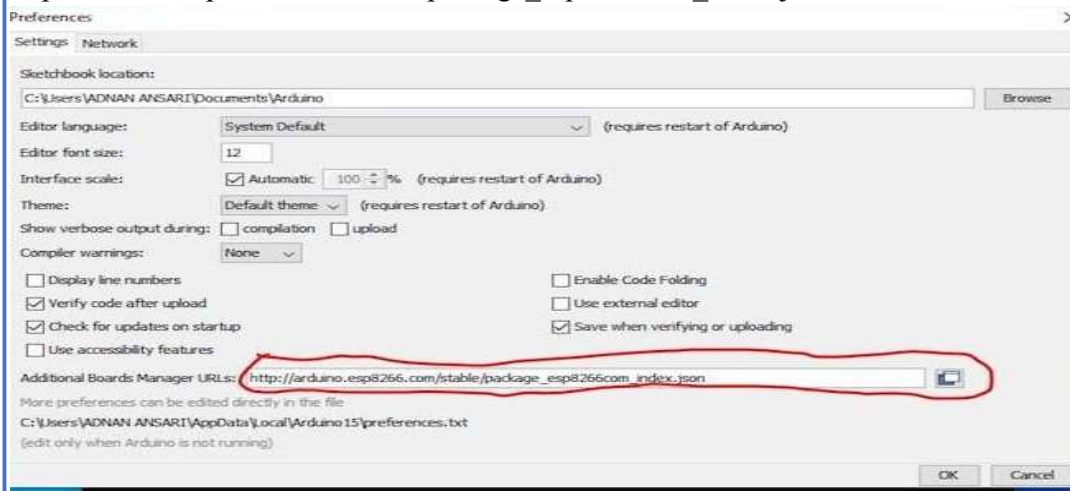 Preferences
Settings Network
Sketchbook location:
C:\Users\ADNAN ANSARI\Documents\Arduino Browse
Editor language: System Default (requires restart of Arduino)
Editor font size: 12
Interface scale: Automatic 100 % (requires restart of Arduino)
Theme: Default theme (requires restart of Arduino)
Show verbose output during: compilation upload
Compiler warnings: None
Display line numbers Enable Code Folding
Verify code after upload Use external editor
Check for updates on startup Save when verifying or uploading
Use accessibility features
Additional Boards Manager URLs: http://arduino.esp8266.com/stable/package_esp8266com_index.json
More preferences can be edited directly in the file
C:\Users\ADNAN ANSARI\AppData\Local\Arduino15\preferences.txt
(edit only when Arduino is not running)
OK Cancel